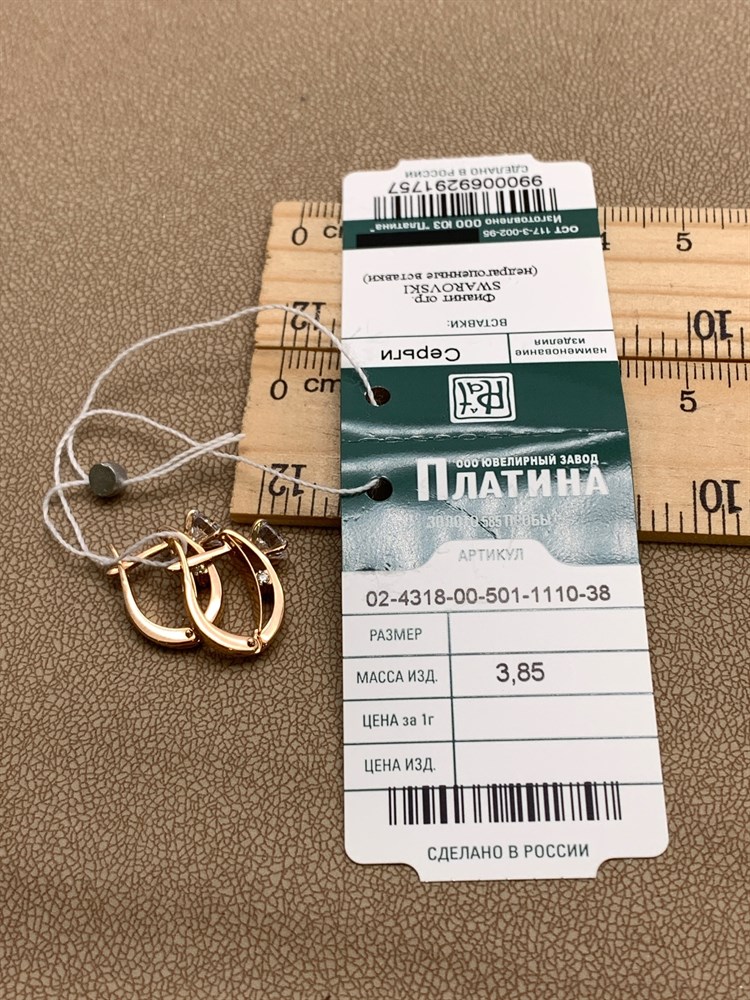 СДЕЛАНО В РОССИИ
9900069291757
Изготовлено ООО ЮЗ "Платина"
ОСТ 117-3-002-95
Фианит огр.
SWAROVSKI
(недрагоценные вставки)
ВСТАВКИ:
наименование
изделия
Серьги
Plat
ООО ЮВЕЛИРНЫЙ ЗАВОД
ПЛАТИНА
ЗОЛОТО 585 ПРОБЫ
АРТИКУЛ
02-4318-00-501-1110-38
РАЗМЕР
МАССА ИЗД. 3,85
ЦЕНА за 1г
ЦЕНА ИЗД.
СДЕЛАНО В РОССИИ
0 cm 4 5
12 10
0 cm 5
12 11 10